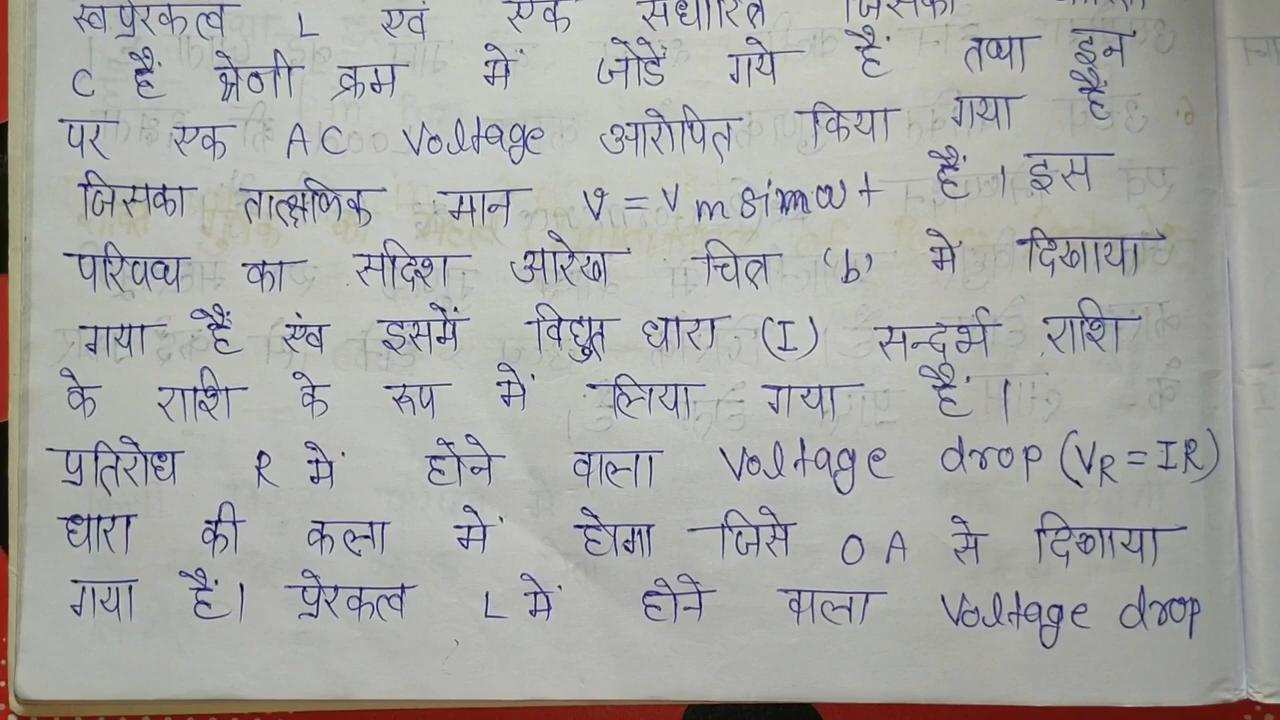 स्वप्रेरकत्व L एवं एक संधारित्र जिसकी
C हैं श्रेणी क्रम में जोडें गये हैं तथा इन
पर एक AC Voltage आरोपित किया गया है
जिसका तात्क्षणिक मान v = Vm sin ωt हैं। इस
परिपथ का सदिश आरेख चित्र (b) में दिखाया
गया हैं एंव इसमें विद्युत धारा (I) सन्दर्भ राशि
के राशि के रूप में लिया गया हैं।
प्रतिरोध R में होने वाला Voltage drop (VR = IR)
धारा की कला में होगा जिसे OA से दिखाया
गया हैं। प्रेरकत्व L में होने वाला Voltage drop